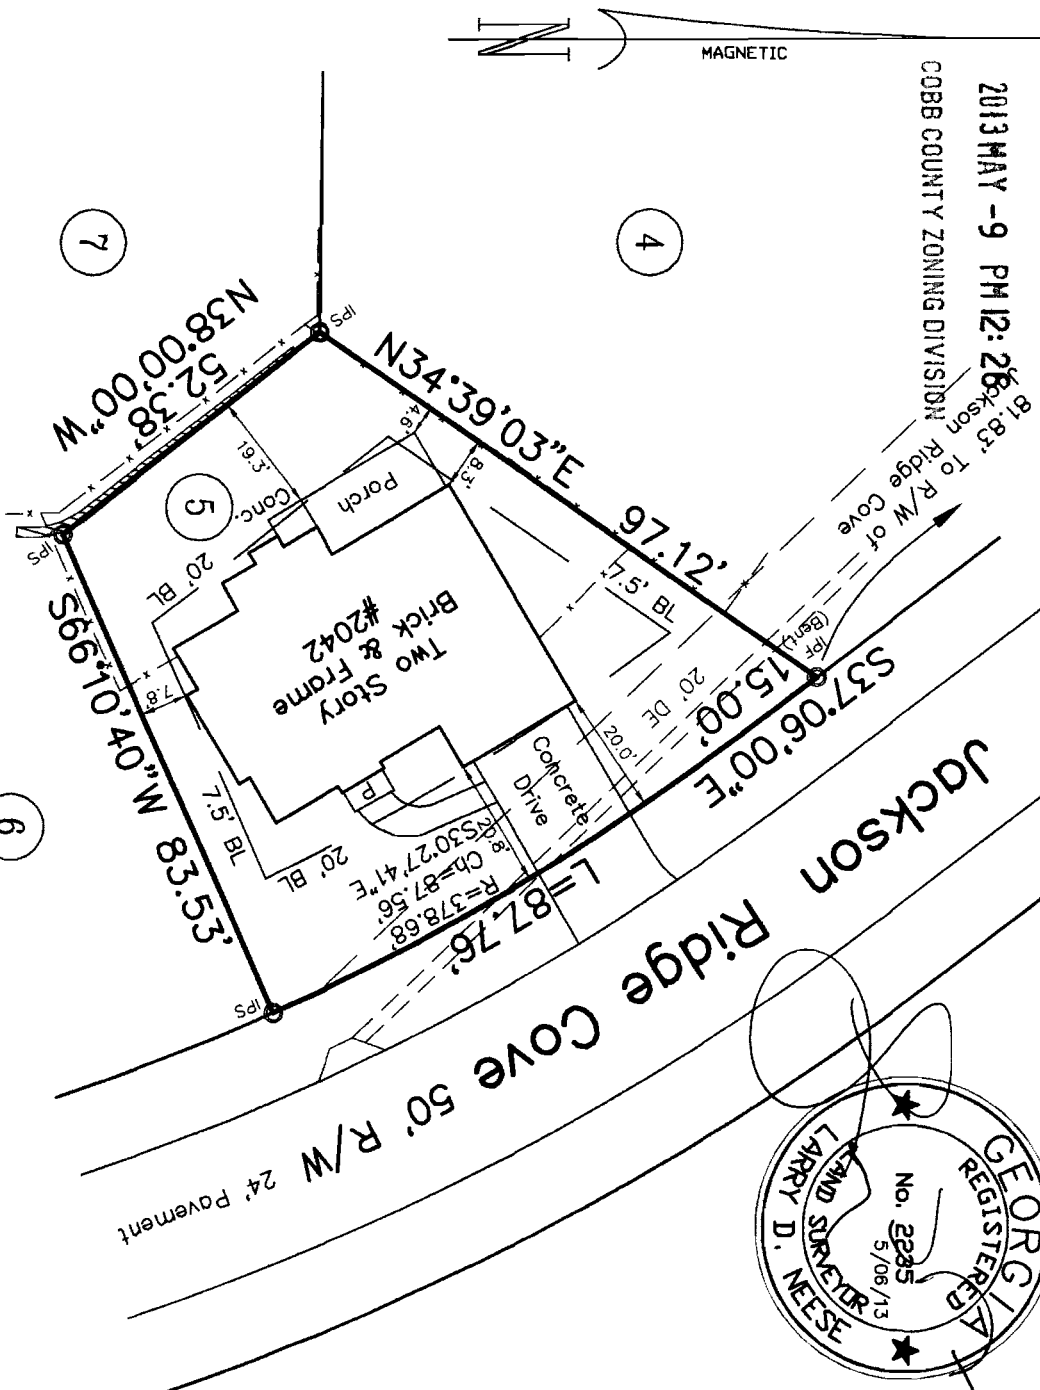 MAGNETIC
2013 MAY -9 PM 12: 26
COBB COUNTY ZONING DIVISION
81.83' To R/W of
Jackson Ridge Cove
7
4
5
6
IPS
N38°00'00"W
52.38'
N34°39'03"E
97.12'
4.6'
8.3'
19.3'
Conc.
Porch
20' BL
7.5' BL
IPF
(Bent)
15.00'
S37°06'00"E
20' DE
20.0'
Two Story
Brick & Frame
#2042
IPS
S66°10'40"W 83.53'
7.8'
7.5' BL
20' BL
P
Concrete
Drive
20.8'
L=87.76'
R=378.68'
Ch=87.56'
S30°27'41"E
IPS
Jackson Ridge Cove 50' R/W
24' Pavement
GEORGIA
REGISTERED
No. 2235
5/06/13
LAND SURVEYOR
LARRY D. NEESE